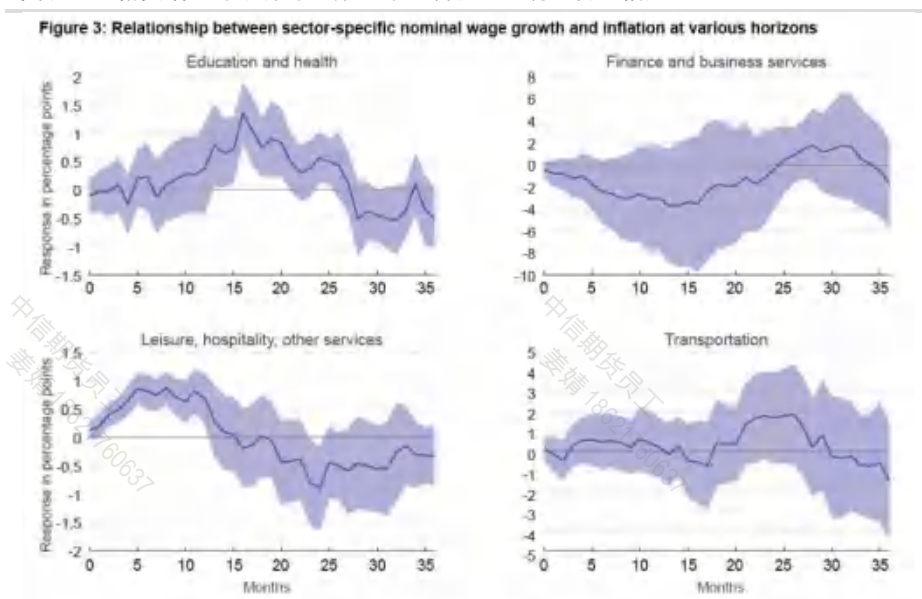 Figure 3: Relationship between sector-specific nominal wage growth and inflation at various horizons
Education and health
Finance and business services
Response in percentage points
2
1.5
1
0.5
0
-0.5
-1
-1.5
0 5 10 15 20 25 30 35
8
6
4
2
0
-2
-4
-6
-8
-10
0 5 10 15 20 25 30 35
Leisure, hospitality, other services
Transportation
Response in percentage points
1.5
1
0.5
0
-0.5
-1
-1.5
-2
0 5 10 15 20 25 30 35
Months
5
4
3
2
1
0
-1
-2
-3
-4
-5
0 5 10 15 20 25 30 35
Months
中信期货员工
中信期货员工